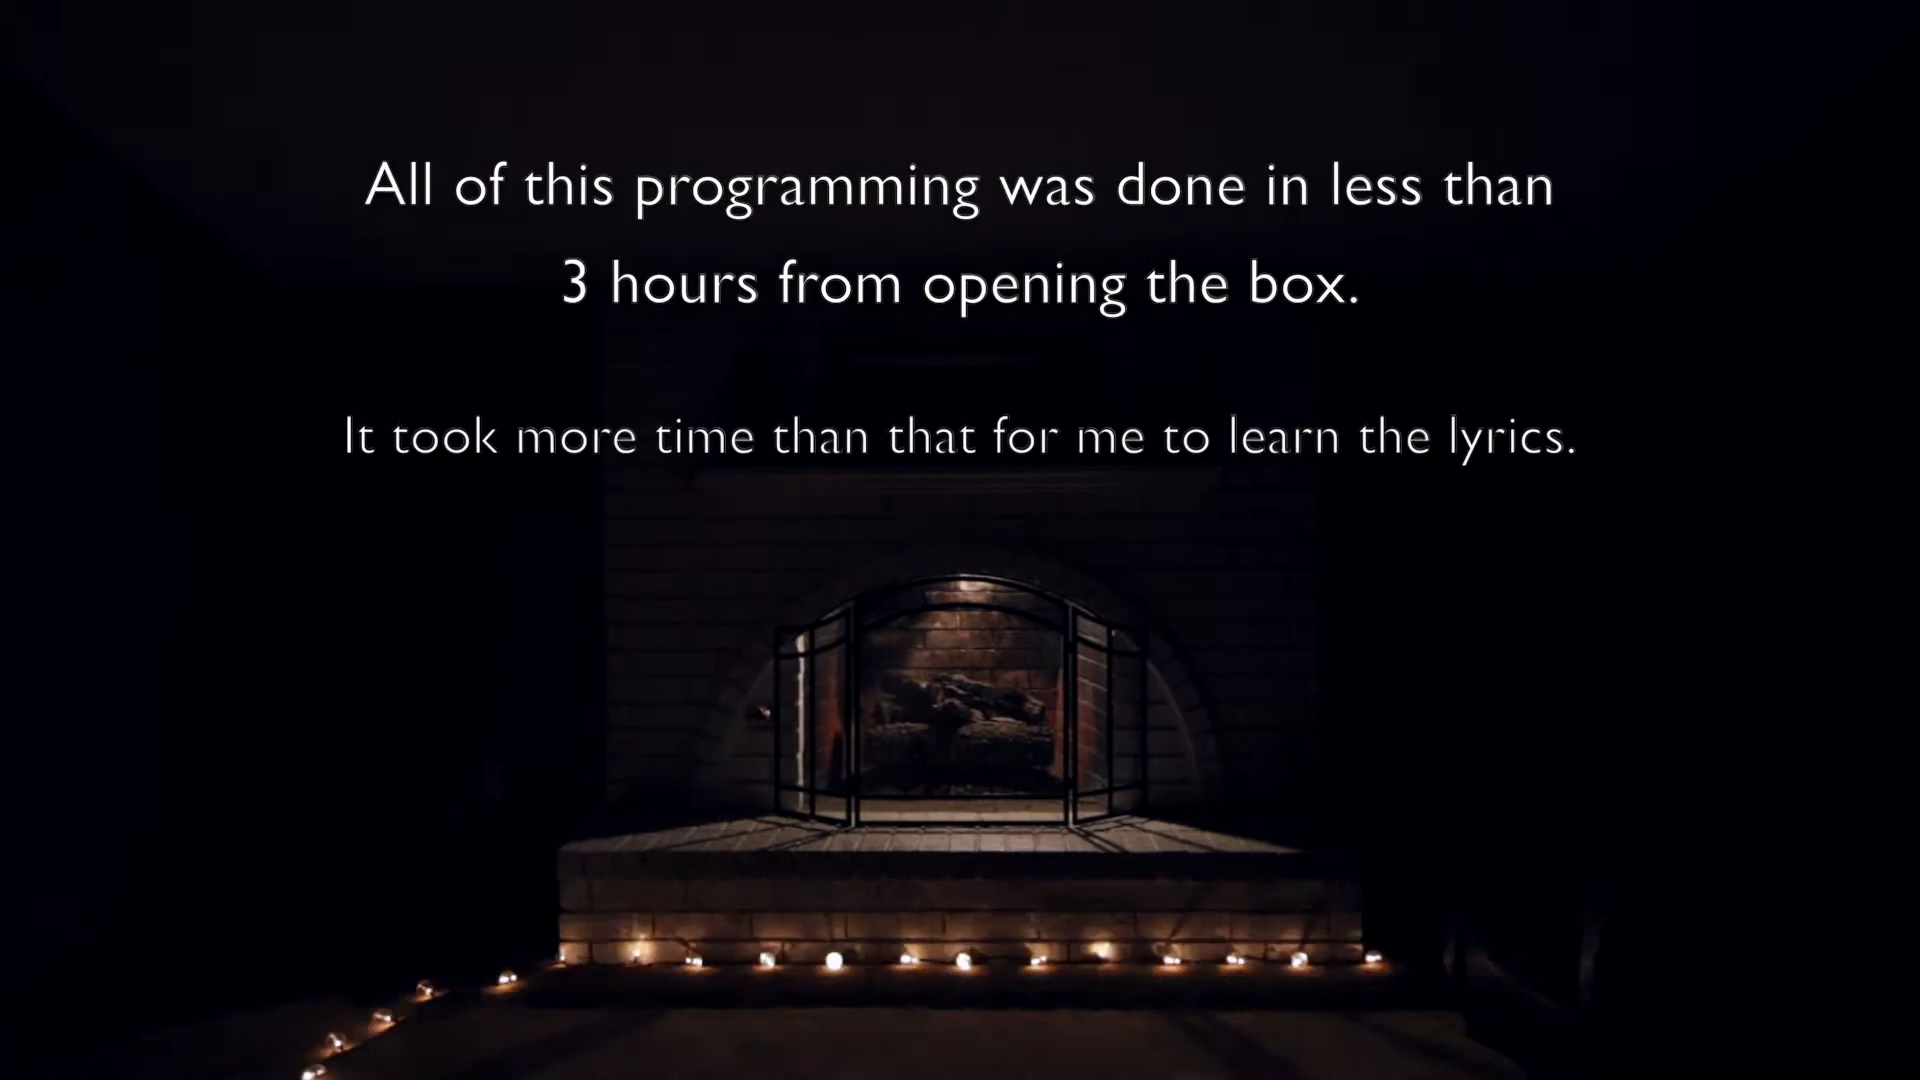 All of this programming was done in less than
3 hours from opening the box.
It took more time than that for me to learn the lyrics.